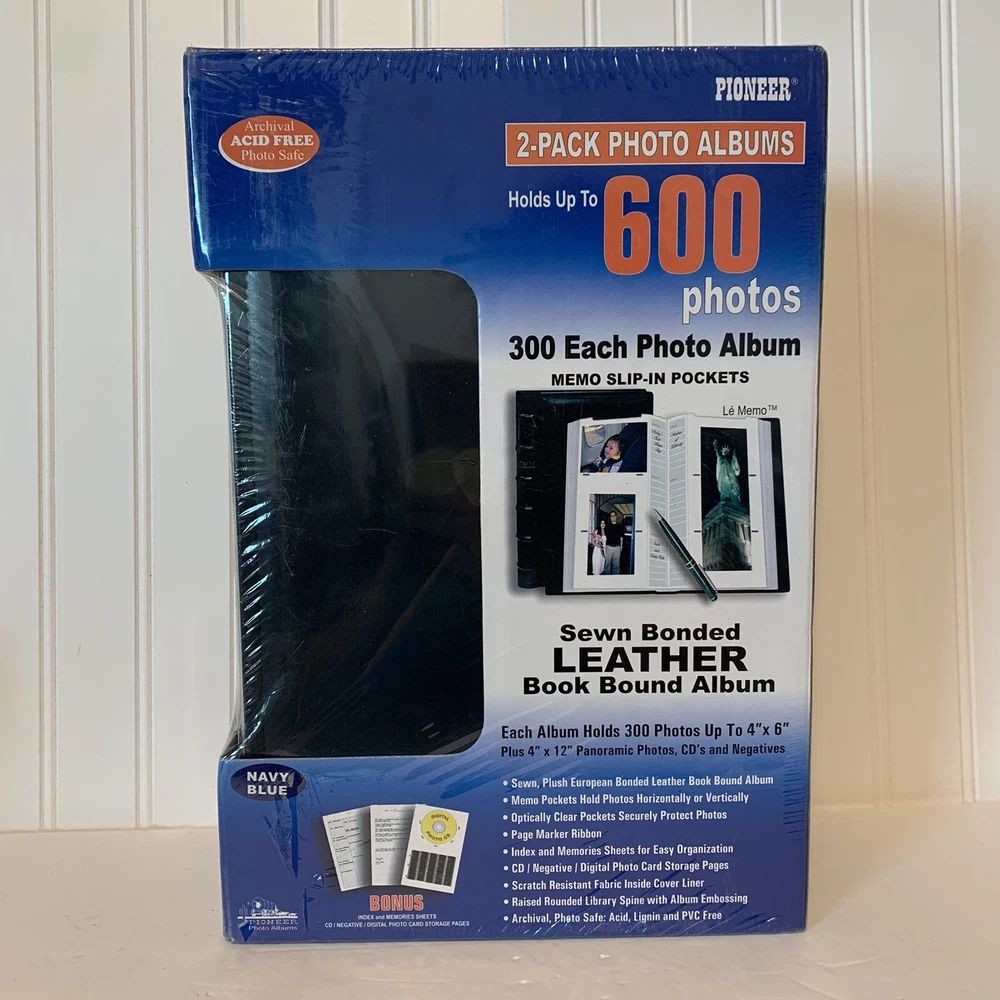 PIONEER®
Archival
ACID FREE
Photo Safe
2-PACK PHOTO ALBUMS
Holds Up To
600
photos
300 Each Photo Album
MEMO SLIP-IN POCKETS
Lé Memo™
Sewn Bonded
LEATHER
Book Bound Album
Each Album Holds 300 Photos Up To 4"x 6"
Plus 4" x 12" Panoramic Photos, CD's and Negatives
NAVY
BLUE
• Sewn, Plush European Bonded Leather Book Bound Album
• Memo Pockets Hold Photos Horizontally or Vertically
• Optically Clear Pockets Securely Protect Photos
• Page Marker Ribbon
• Index and Memories Sheets for Easy Organization
• CD / Negative / Digital Photo Card Storage Pages
• Scratch Resistant Fabric Inside Cover Liner
• Raised Rounded Library Spine with Album Embossing
• Archival, Photo Safe: Acid, Lignin and PVC Free
DIGITAL
PHOTO CD
BONUS
INDEX and MEMORIES SHEETS
CD / NEGATIVE / DIGITAL PHOTO CARD STORAGE PAGES
PIONEER
Photo Albums